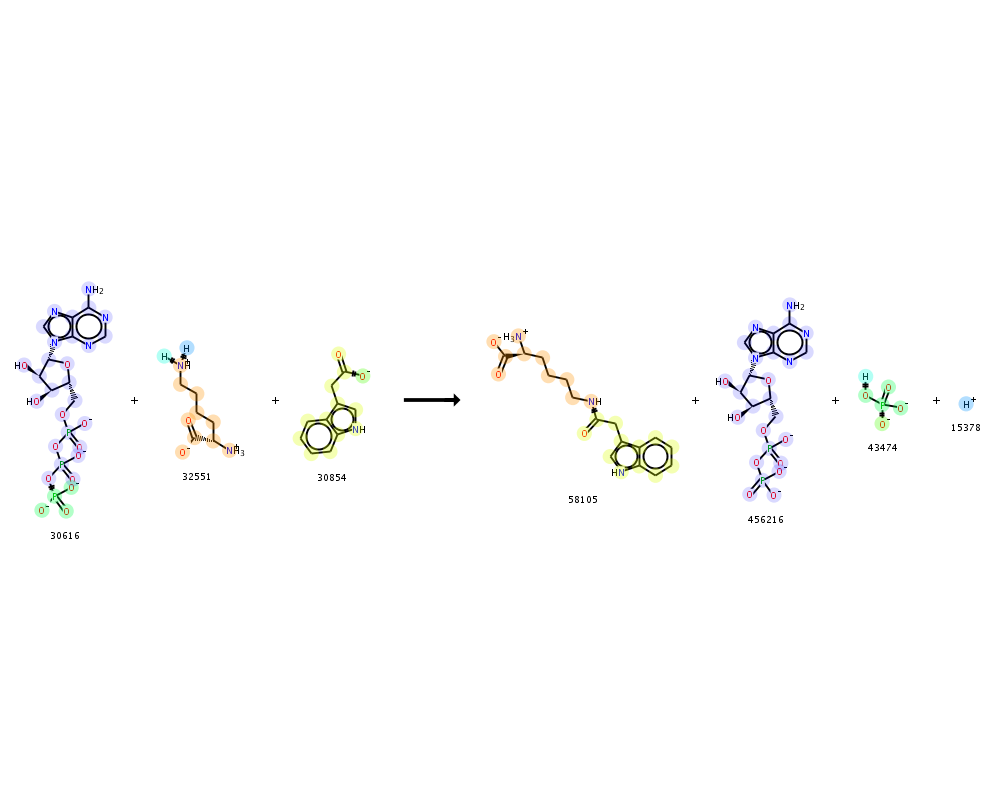 NH₂
N
N
N
N
HO
O
HO
O
O⁻
P
O
O
O⁻
P
O
O
O⁻
P
O⁻
O
30616
+
H
H
NH⁺
O
O⁻
NH₃⁺
32551
+
O
O⁻
NH
30854
O⁻
H₃N⁺
O
NH
O
HN
58105
+
NH₂
N
N
N
N
HO
O
HO
O
O⁻
P
O
O
O⁻
P
O
O⁻
456216
+
H
O
O
P
O⁻
O⁻
43474
+
H⁺
15378